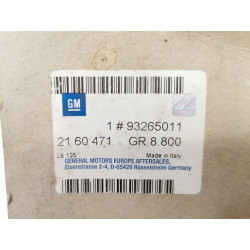 GM
1 # 93265011
21 60 471 GR.8.800
LB 125
Made in Italy
GENERAL MOTORS EUROPE AFTERSALES,
Eisenstrasse 2-4, D-65428 Rüsselsheim Germany